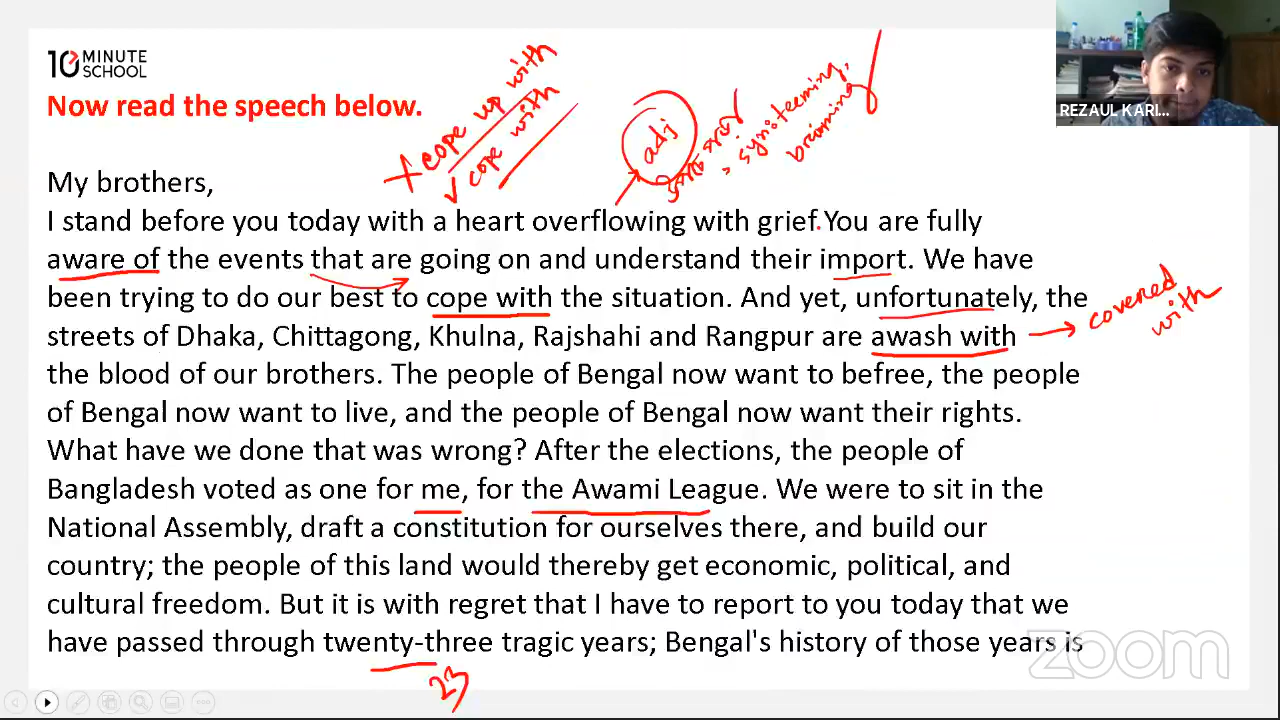 10 MINUTE
SCHOOL
Now read the speech below.
+ cope up with
✓ cope with
adj
, synioteeming,
brimming
REZAUL KARI...
My brothers,
I stand before you today with a heart overflowing with grief.You are fully
aware of the events that are going on and understand their import. We have
been trying to do our best to cope with the situation. And yet, unfortunately, the
streets of Dhaka, Chittagong, Khulna, Rajshahi and Rangpur are awash with → covered
with
the blood of our brothers. The people of Bengal now want to befree, the people
of Bengal now want to live, and the people of Bengal now want their rights.
What have we done that was wrong? After the elections, the people of
Bangladesh voted as one for me, for the Awami League. We were to sit in the
National Assembly, draft a constitution for ourselves there, and build our
country; the people of this land would thereby get economic, political, and
cultural freedom. But it is with regret that I have to report to you today that we
have passed through twenty-three tragic years; Bengal's history of those years is
23
zoom